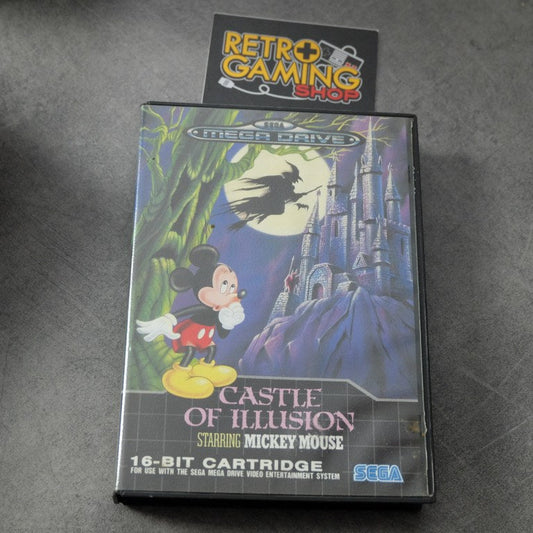 RETRO
GAMING
SHOP
SEGA
MEGA DRIVE
CASTLE
OF ILLUSION
STARRING MICKEY MOUSE
16-BIT CARTRIDGE
FOR USE WITH THE SEGA MEGA DRIVE VIDEO ENTERTAINMENT SYSTEM
SEGA